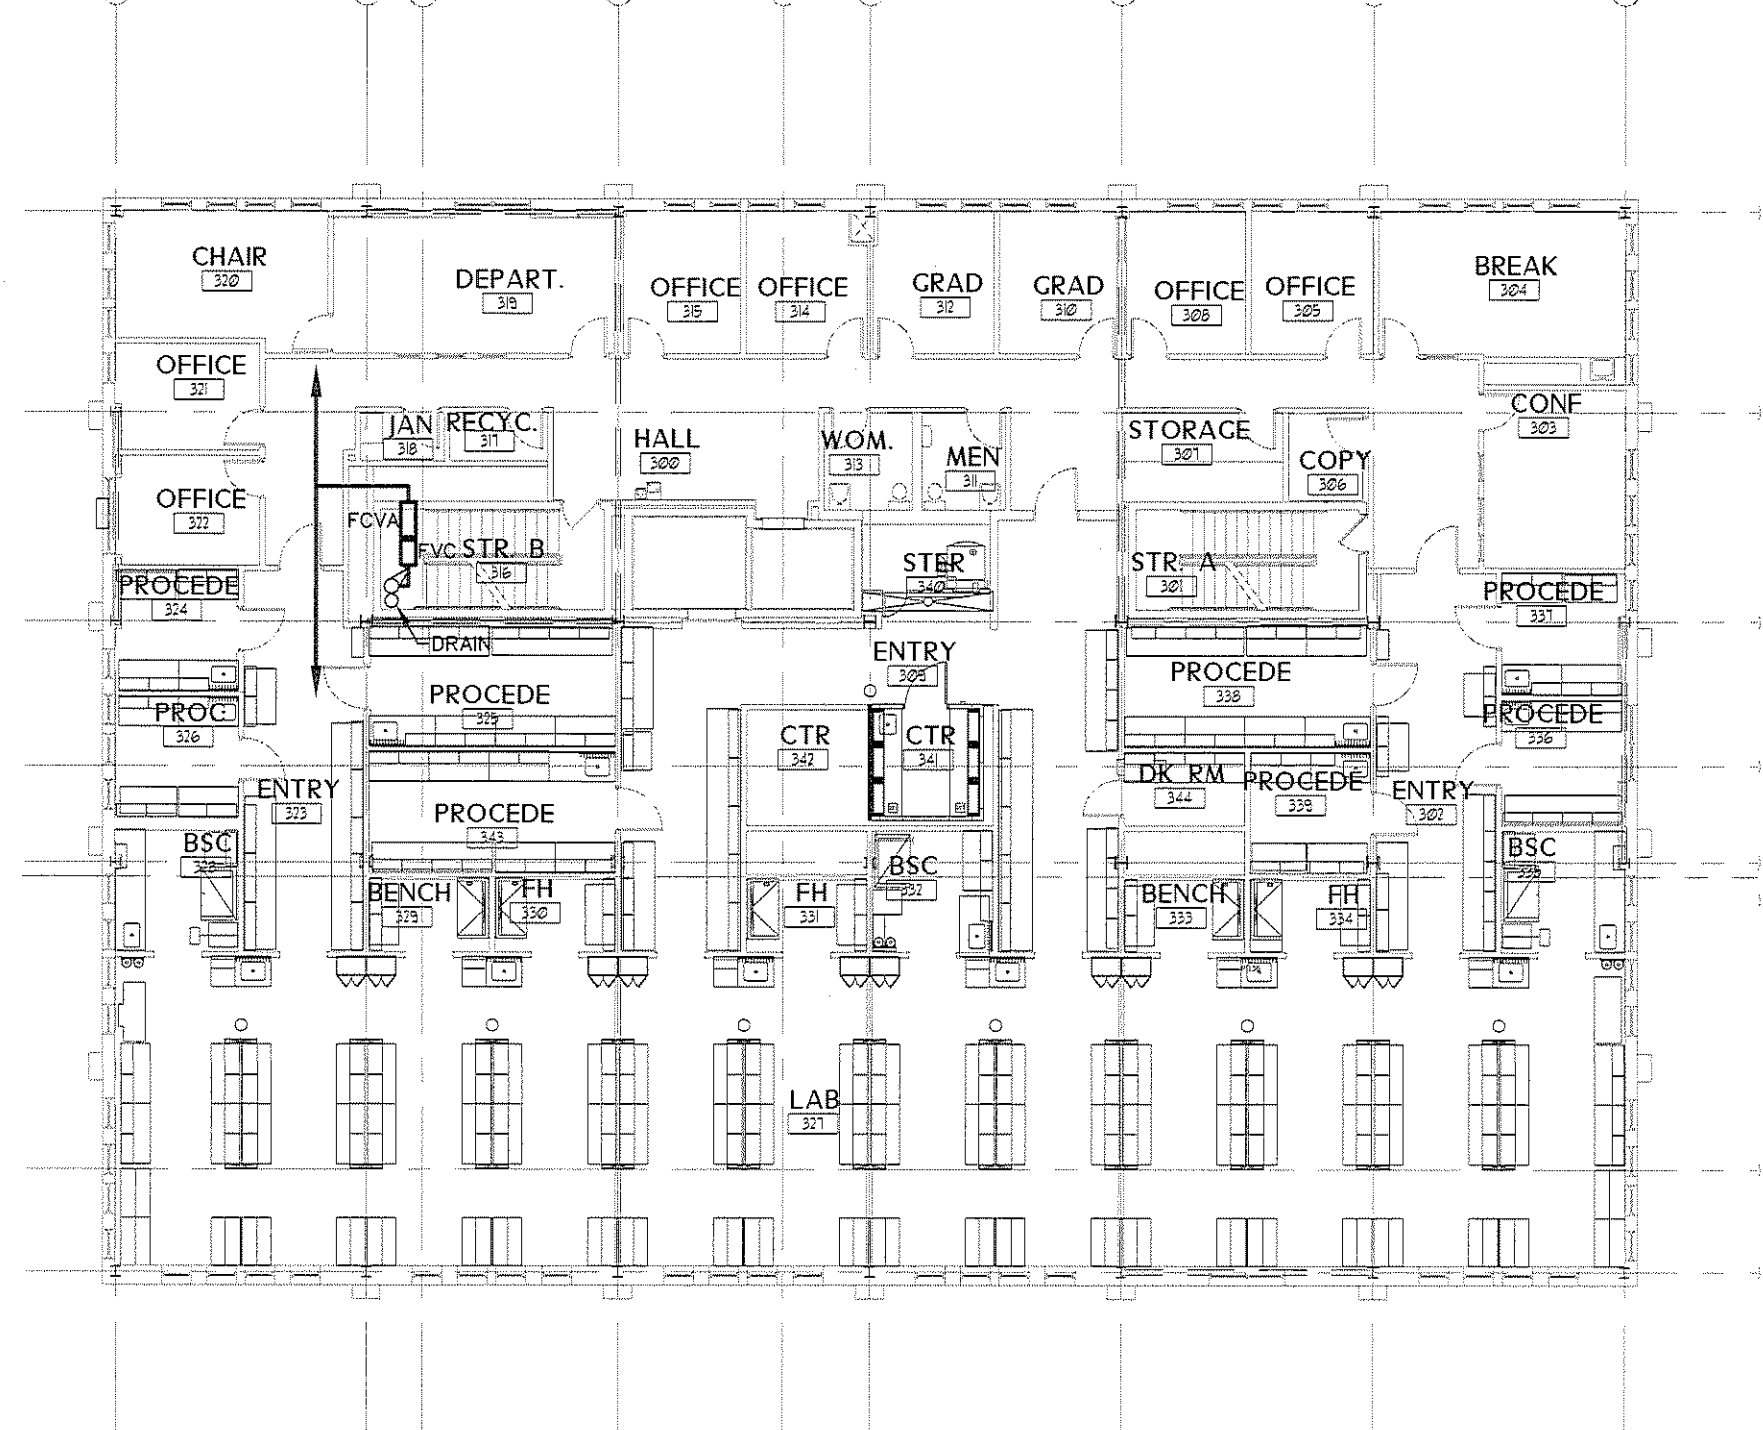 CHAIR
320
DEPART.
319
OFFICE
315
OFFICE
314
GRAD
312
GRAD
310
OFFICE
308
OFFICE
305
BREAK
304
OFFICE
321
JAN
318
RECYC.
317
HALL
300
WOM.
313
MEN
311
STORAGE
307
COPY
306
CONF
303
OFFICE
322
FCVA
FVC
STR. B
316
STER
340
STR. A
301
PROCEDE
324
PROCEDE
337
DRAIN
ENTRY
309
PROCEDE
325
PROCEDE
338
PROC
326
CTR
342
CTR
341
PROCEDE
336
ENTRY
323
PROCEDE
343
DK RM
344
PROCEDE
339
ENTRY
302
BSC
328
BSC
332
BSC
335
BENCH
329
FH
330
FH
331
BENCH
333
FH
334
LAB
327